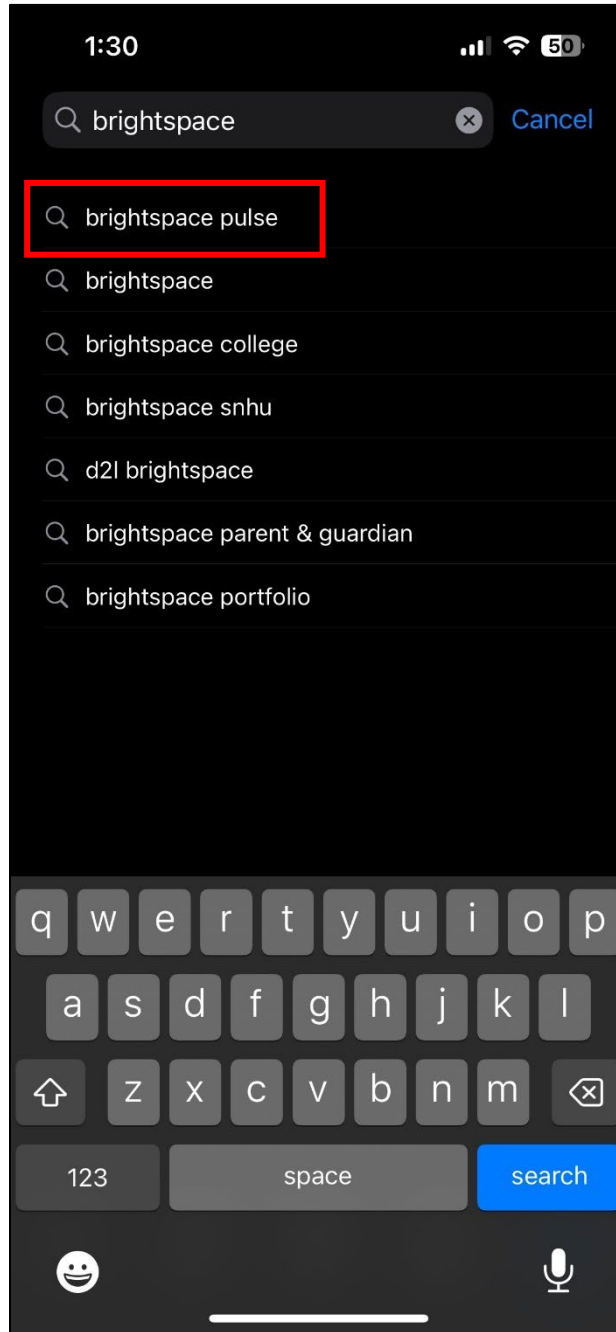 1:30 50
brightspace Cancel
brightspace pulse
brightspace
brightspace college
brightspace snhu
d2l brightspace
brightspace parent & guardian
brightspace portfolio
q w e r t y u i o p
a s d f g h j k l
z x c v b n m
123 space search